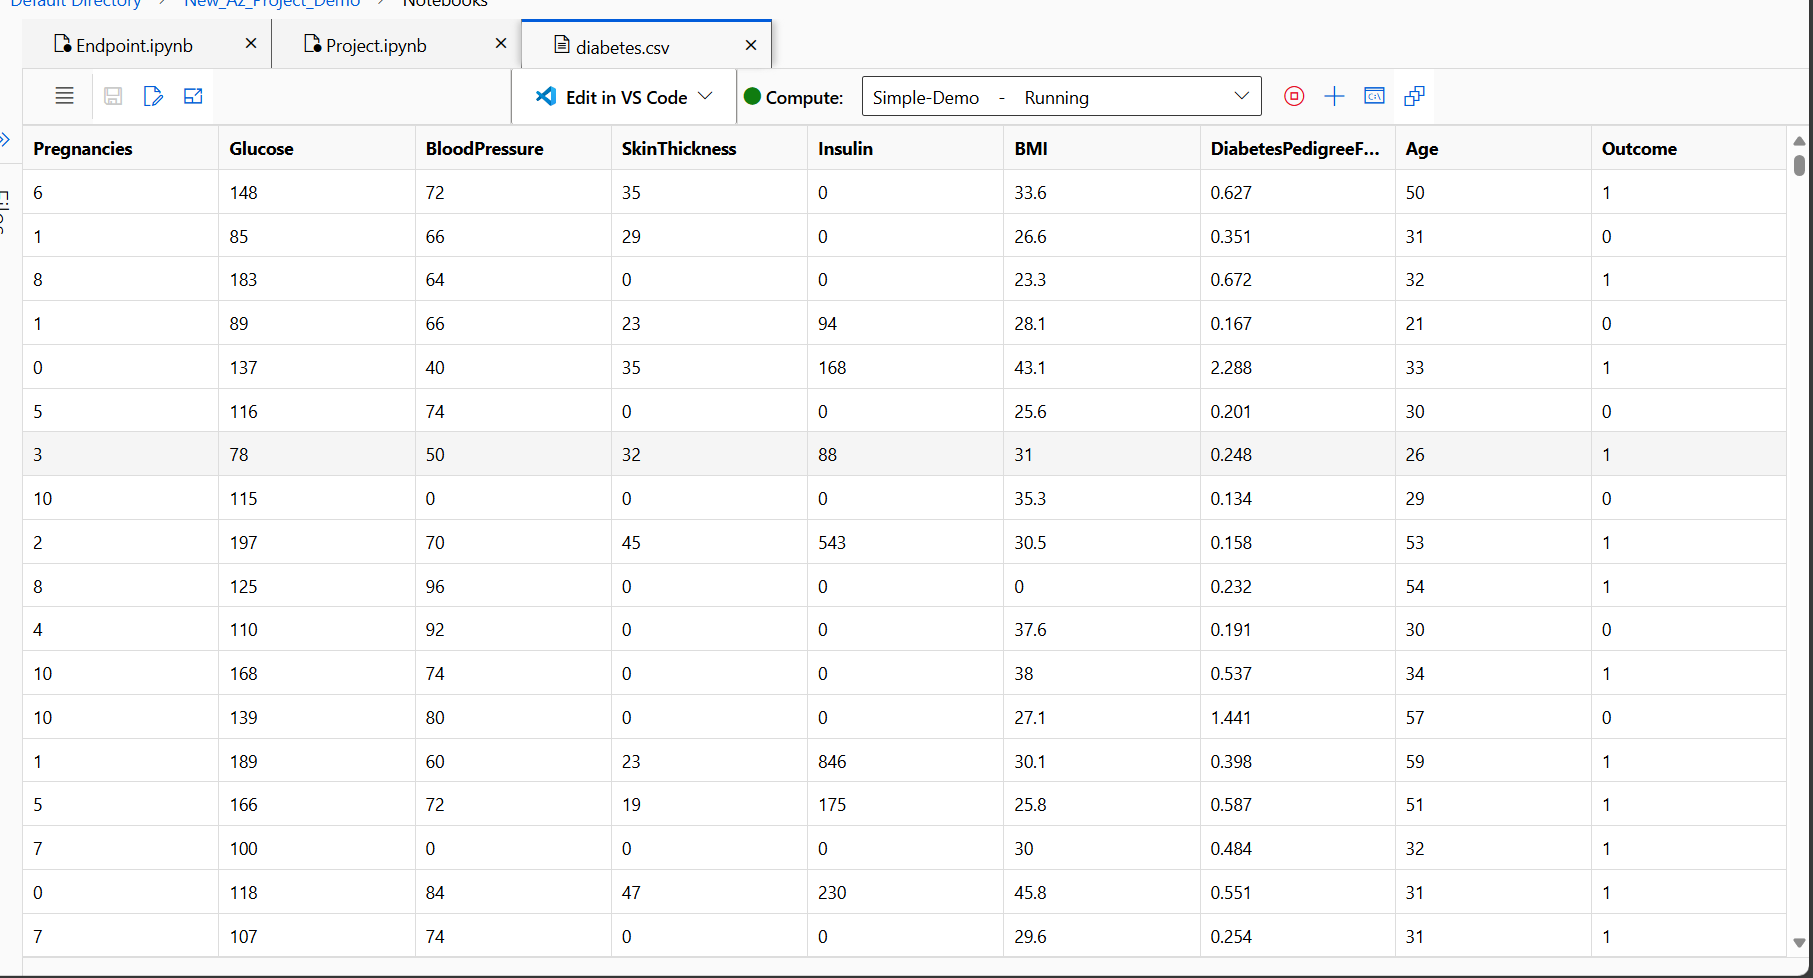 Default Directory > New_Az_Project_Demo > Notebooks
Endpoint.ipynb × Project.ipynb × diabetes.csv ×
Edit in VS Code Compute: Simple-Demo - Running
Files
Pregnancies Glucose BloodPressure SkinThickness Insulin BMI DiabetesPedigreeF... Age Outcome
6 148 72 35 0 33.6 0.627 50 1
1 85 66 29 0 26.6 0.351 31 0
8 183 64 0 0 23.3 0.672 32 1
1 89 66 23 94 28.1 0.167 21 0
0 137 40 35 168 43.1 2.288 33 1
5 116 74 0 0 25.6 0.201 30 0
3 78 50 32 88 31 0.248 26 1
10 115 0 0 0 35.3 0.134 29 0
2 197 70 45 543 30.5 0.158 53 1
8 125 96 0 0 0 0.232 54 1
4 110 92 0 0 37.6 0.191 30 0
10 168 74 0 0 38 0.537 34 1
10 139 80 0 0 27.1 1.441 57 0
1 189 60 23 846 30.1 0.398 59 1
5 166 72 19 175 25.8 0.587 51 1
7 100 0 0 0 30 0.484 32 1
0 118 84 47 230 45.8 0.551 31 1
7 107 74 0 0 29.6 0.254 31 1